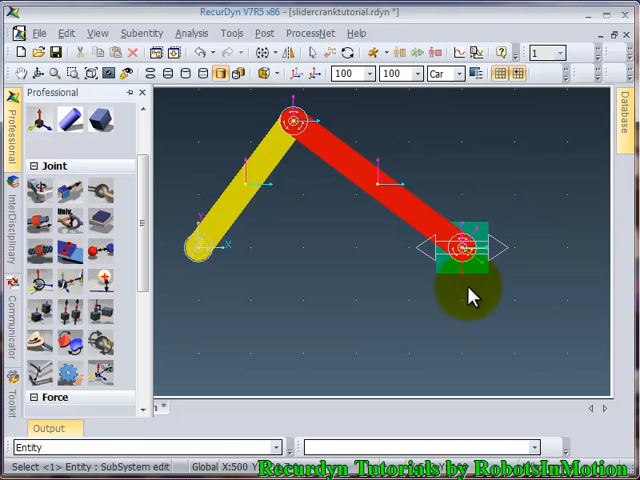 RecurDyn V7R5 x86 - [slidercranktutorial.rdyn *]
File Edit View Subentity Analysis Tools Post ProcessNet Help
1
100 100 Car
Professional
Professional
InterDisciplinary
Communicator
Toolkit
Database
Joint
Univ.
Force
Y
X
n *
Output
Entity
Select <1> Entity : SubSystem edit
Global
X:500 Y
Recurdyn Tutorials by RobotsInMotion